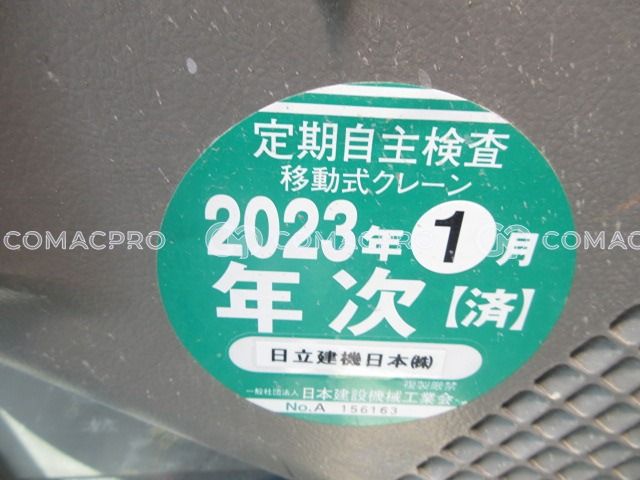 定期自主検査
移動式クレーン
2023年1月
年次【済】
日立建機日本㈱
複製厳禁
一般社団法人 日本建設機械工業会
No.A 156163
COMACPRO COMACPRO COMACPRO